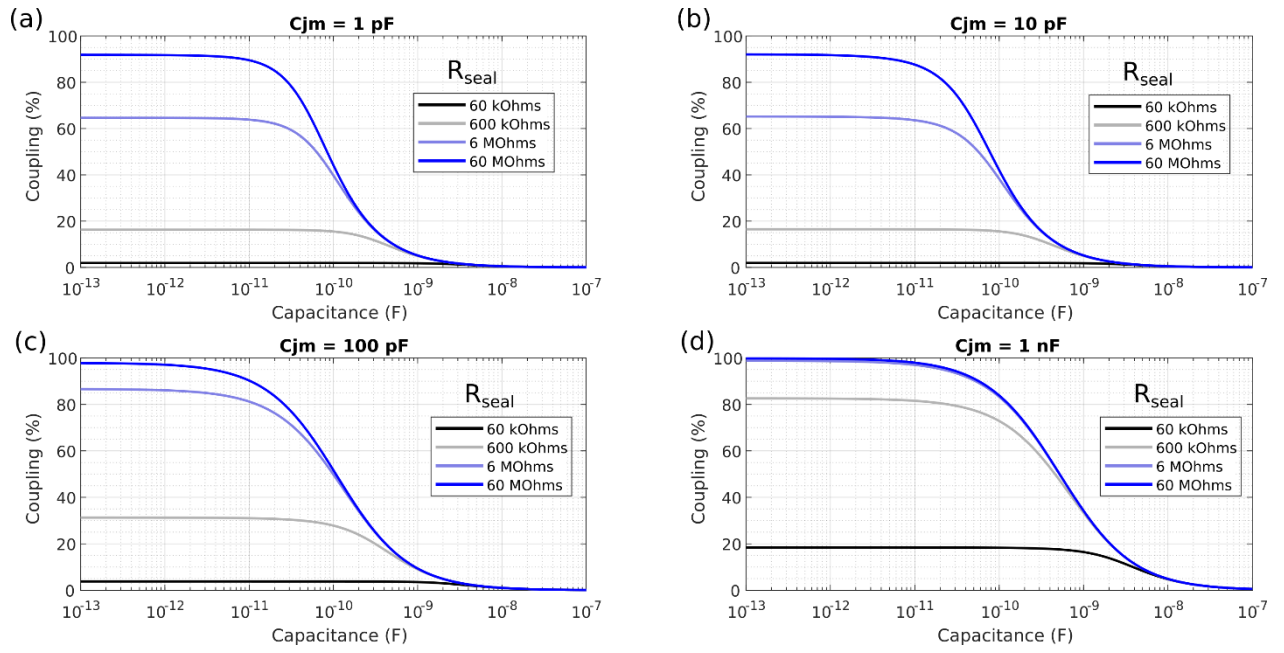 (a)
Cjm = 1 pF
Coupling (%)
100
80
60
40
20
0
R_seal
60 kOhms
600 kOhms
6 MOhms
60 MOhms
10^-13
10^-12
10^-11
10^-10
10^-9
10^-8
10^-7
Capacitance (F)
(b)
Cjm = 10 pF
Coupling (%)
100
80
60
40
20
0
R_seal
60 kOhms
600 kOhms
6 MOhms
60 MOhms
10^-13
10^-12
10^-11
10^-10
10^-9
10^-8
10^-7
Capacitance (F)
(c)
Cjm = 100 pF
Coupling (%)
100
80
60
40
20
0
R_seal
60 kOhms
600 kOhms
6 MOhms
60 MOhms
10^-13
10^-12
10^-11
10^-10
10^-9
10^-8
10^-7
Capacitance (F)
(d)
Cjm = 1 nF
Coupling (%)
100
80
60
40
20
0
R_seal
60 kOhms
600 kOhms
6 MOhms
60 MOhms
10^-13
10^-12
10^-11
10^-10
10^-9
10^-8
10^-7
Capacitance (F)